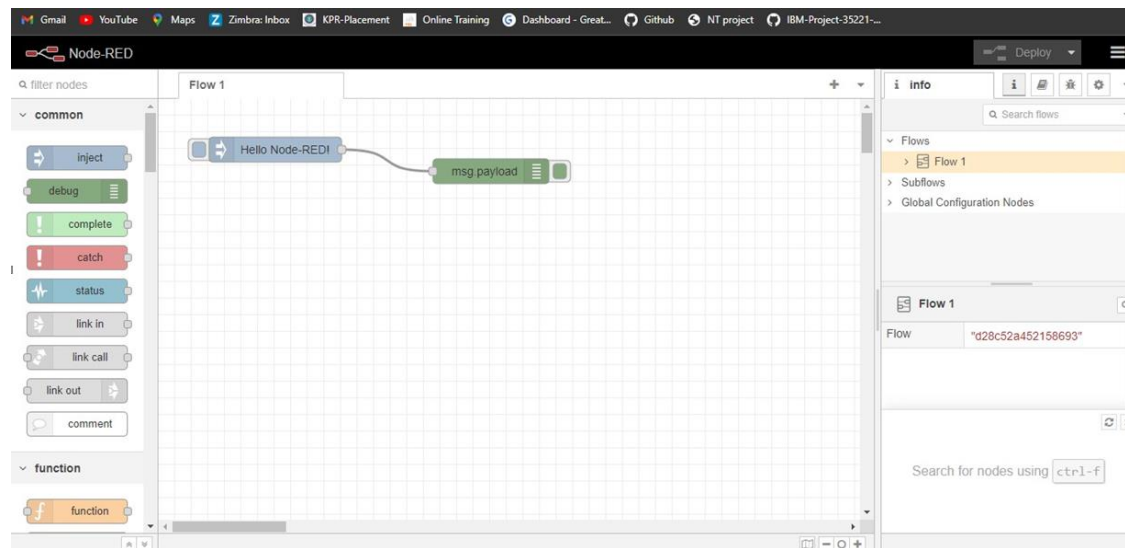 Gmail YouTube Maps Zimbra: Inbox KPR-Placement Online Training Dashboard - Great... Github NT project IBM-Project-35221-...
Node-RED
Deploy
filter nodes
Flow 1
info
i
Search flows
common
inject
debug
complete
catch
status
link in
link call
link out
comment
function
function
Hello Node-RED!
msg.payload
Flows
Flow 1
Subflows
Global Configuration Nodes
Flow 1
Flow "d28c52a452158693"
Search for nodes using ctrl-f